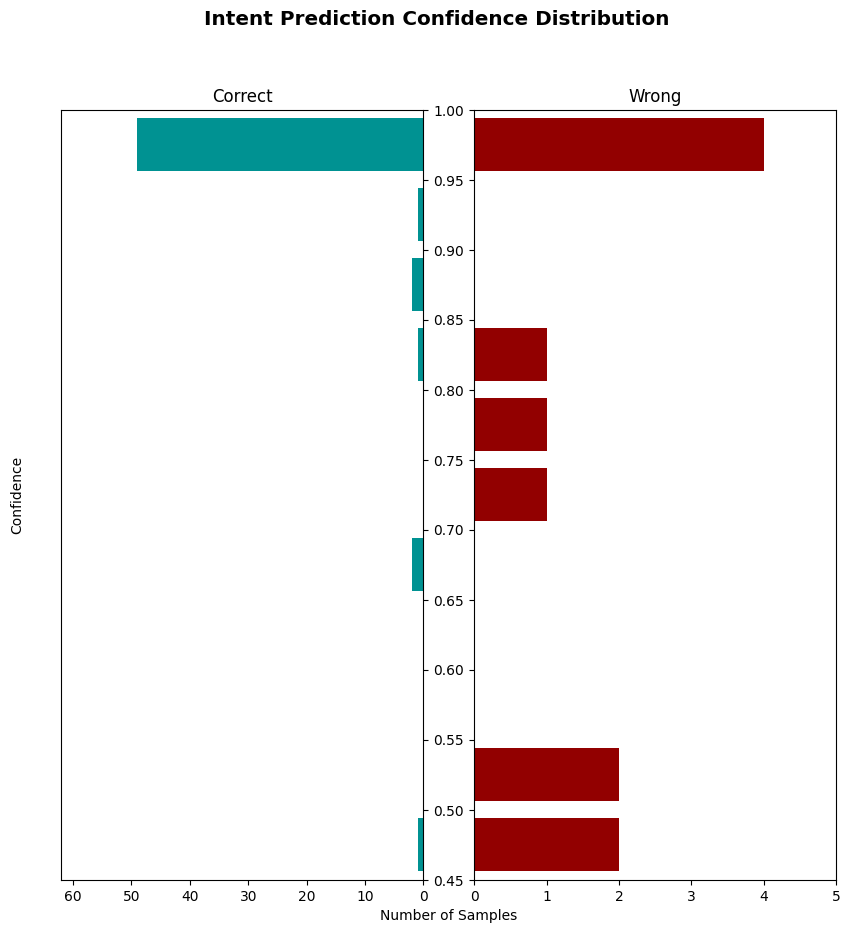 Intent Prediction Confidence Distribution
Correct
Wrong
1.00
0.95
0.90
0.85
0.80
0.75
0.70
0.65
0.60
0.55
0.50
0.45
Confidence
60 50 40 30 20 10 0
0 1 2 3 4 5
Number of Samples